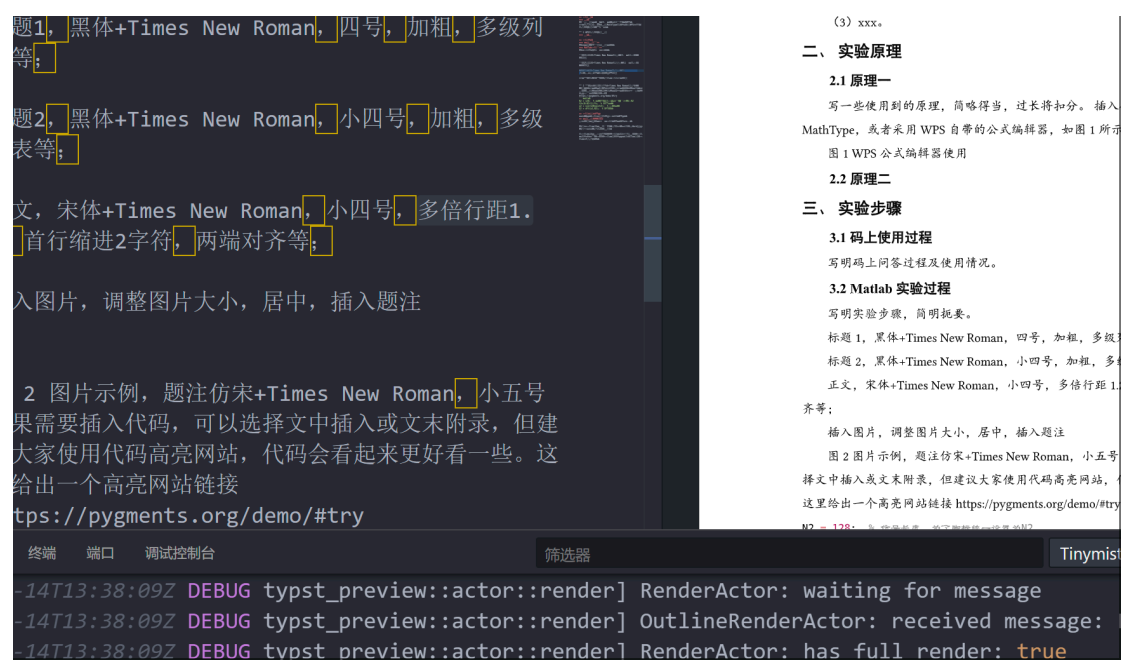 题1，黑体+Times New Roman，四号，加粗，多级列
等；
题2，黑体+Times New Roman，小四号，加粗，多级
表等；
文，宋体+Times New Roman，小四号，多倍行距1.
首行缩进2字符，两端对齐等；
入图片，调整图片大小，居中，插入题注
2 图片示例，题注仿宋+Times New Roman，小五号
果需要插入代码，可以选择文中插入或文末附录，但建
大家使用代码高亮网站，代码会看起来更好看一些。这
给出一个高亮网站链接
tps://pygments.org/demo/#try
（3）xxx。
二、 实验原理
2.1 原理一
写一些使用到的原理，简略得当，过长将扣分。 插入
MathType，或者采用 WPS 自带的公式编辑器，如图 1 所示
图 1 WPS 公式编辑器使用
2.2 原理二
三、 实验步骤
3.1 码上使用过程
写明码上问答过程及使用情况。
3.2 Matlab 实验过程
写明实验步骤，简明扼要。
标题 1，黑体+Times New Roman，四号，加粗，多级
标题 2，黑体+Times New Roman，小四号，加粗，多
正文，宋体+Times New Roman，小四号，多倍行距 1.
齐等；
插入图片，调整图片大小，居中，插入题注
图 2 图片示例，题注仿宋+Times New Roman，小五号
择文中插入或文末附录，但建议大家使用代码高亮网站，
这里给出一个高亮网站链接 https://pygments.org/demo/#try
N2 = 128;
终端 端口 调试控制台 筛选器 Tinymist
-14T13:38:09Z DEBUG typst_preview::actor::render] RenderActor: waiting for message
-14T13:38:09Z DEBUG typst_preview::actor::render] OutlineRenderActor: received message:
-14T13:38:09Z DEBUG typst_preview::actor::render] RenderActor: has full render: true